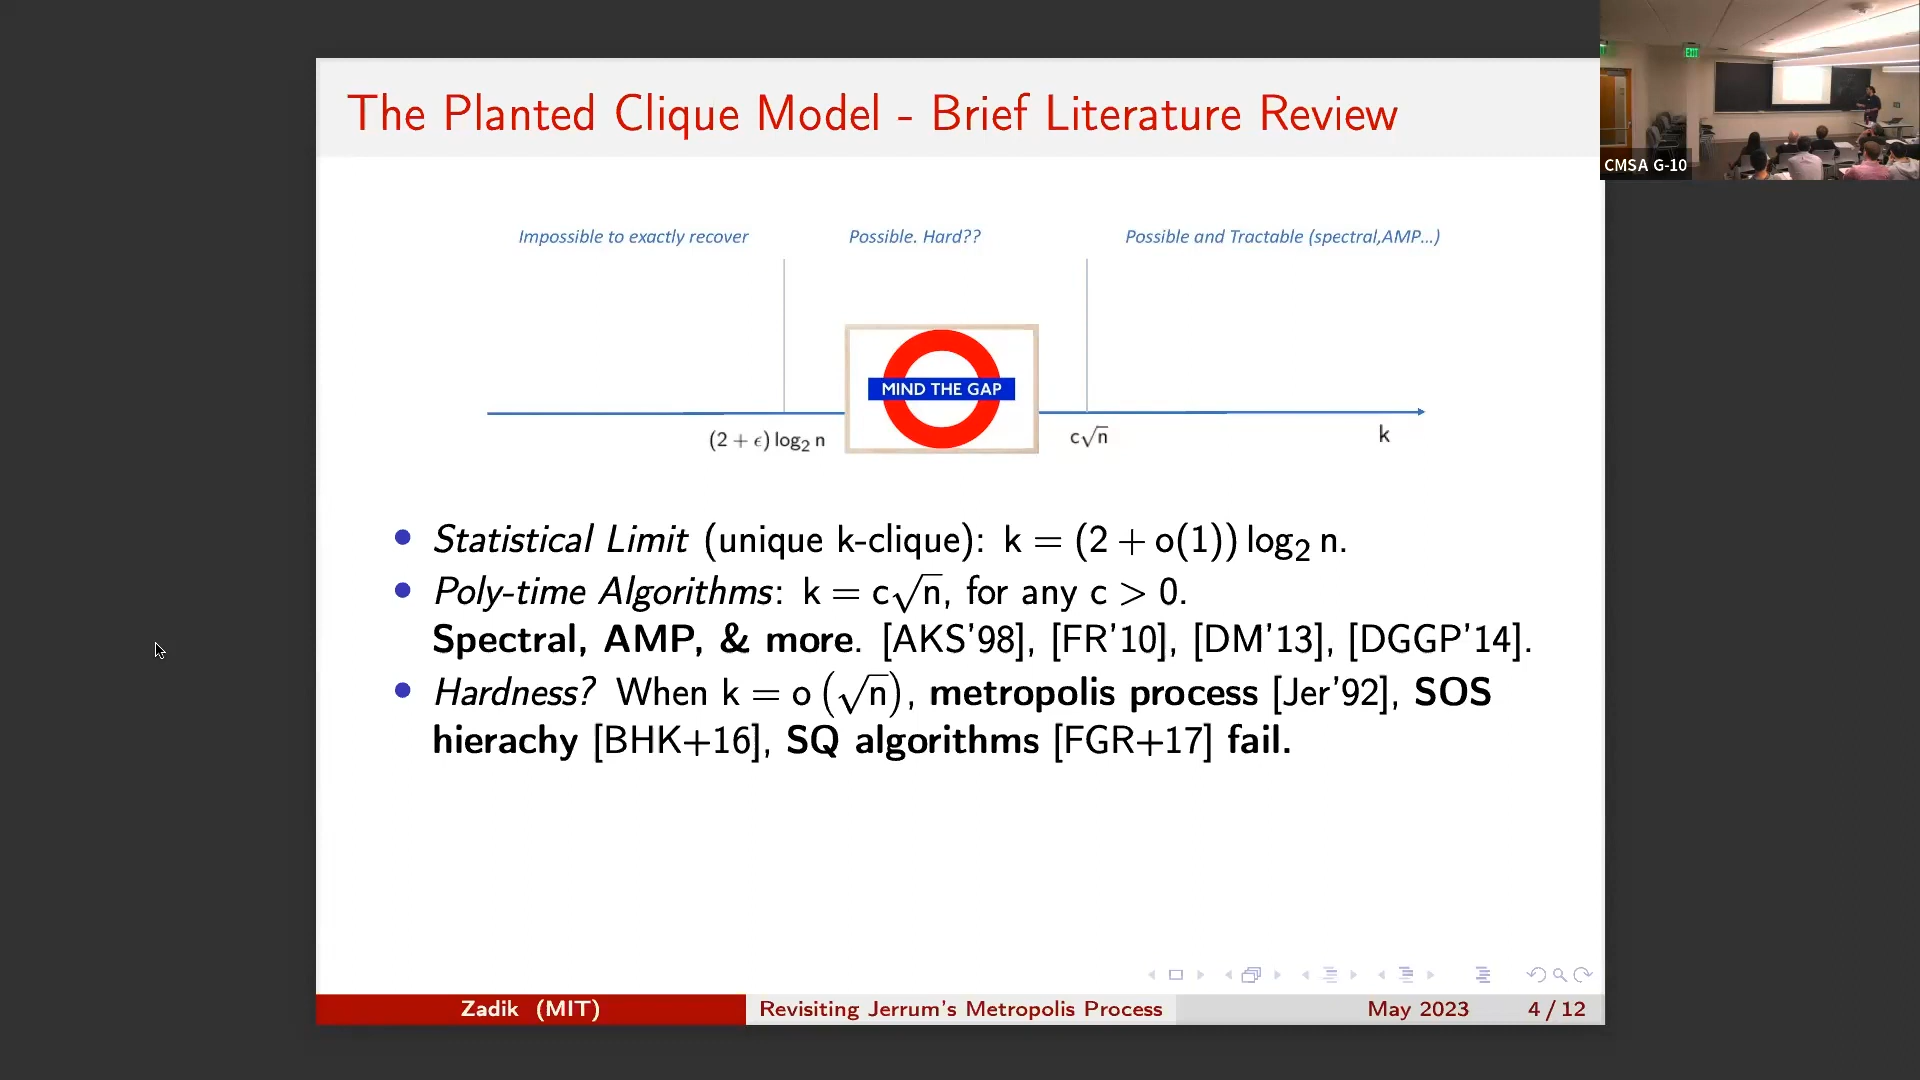 The Planted Clique Model - Brief Literature Review
CMSA G-10
Impossible to exactly recover
Possible. Hard??
Possible and Tractable (spectral,AMP...)
MIND THE GAP
(2 + ϵ) log₂ n
c√n
k
• Statistical Limit (unique k-clique): k = (2 + o(1)) log₂ n.
• Poly-time Algorithms: k = c√n, for any c > 0.
Spectral, AMP, & more. [AKS'98], [FR'10], [DM'13], [DGGP'14].
• Hardness? When k = o (√n), metropolis process [Jer'92], SOS
hierachy [BHK+16], SQ algorithms [FGR+17] fail.
Zadik (MIT)
Revisiting Jerrum's Metropolis Process
May 2023
4 / 12